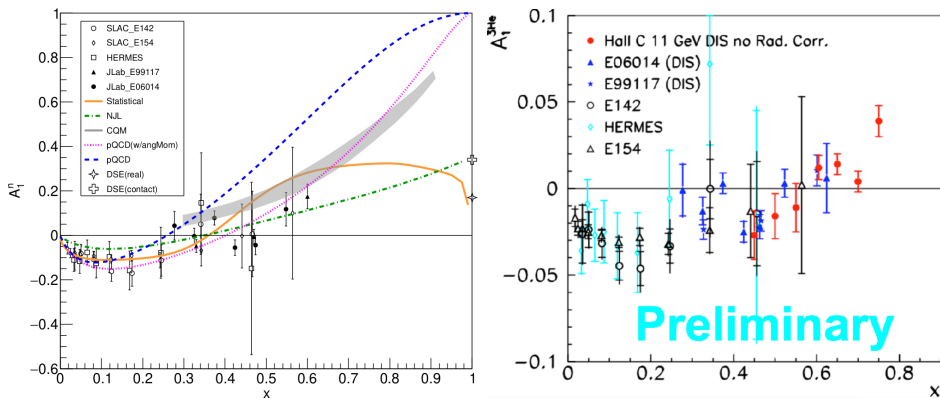 1
0.8
0.6
0.4
0.2
0
−0.2
−0.4
−0.6
A₁ⁿ
SLAC_E142
SLAC_E154
HERMES
JLab_E99117
JLab_E06014
Statistical
NJL
CQM
pQCD(w/angMom)
pQCD
DSE(real)
DSE(contact)
0 0.1 0.2 0.3 0.4 0.5 0.6 0.7 0.8 0.9 1
x
A₁³ᴴᵉ
0.1
0.05
0
-0.05
-0.1
Hall C 11 GeV DIS no Rad. Corr.
E06014 (DIS)
E99117 (DIS)
E142
HERMES
E154
Preliminary
0 0.2 0.4 0.6 0.8
x